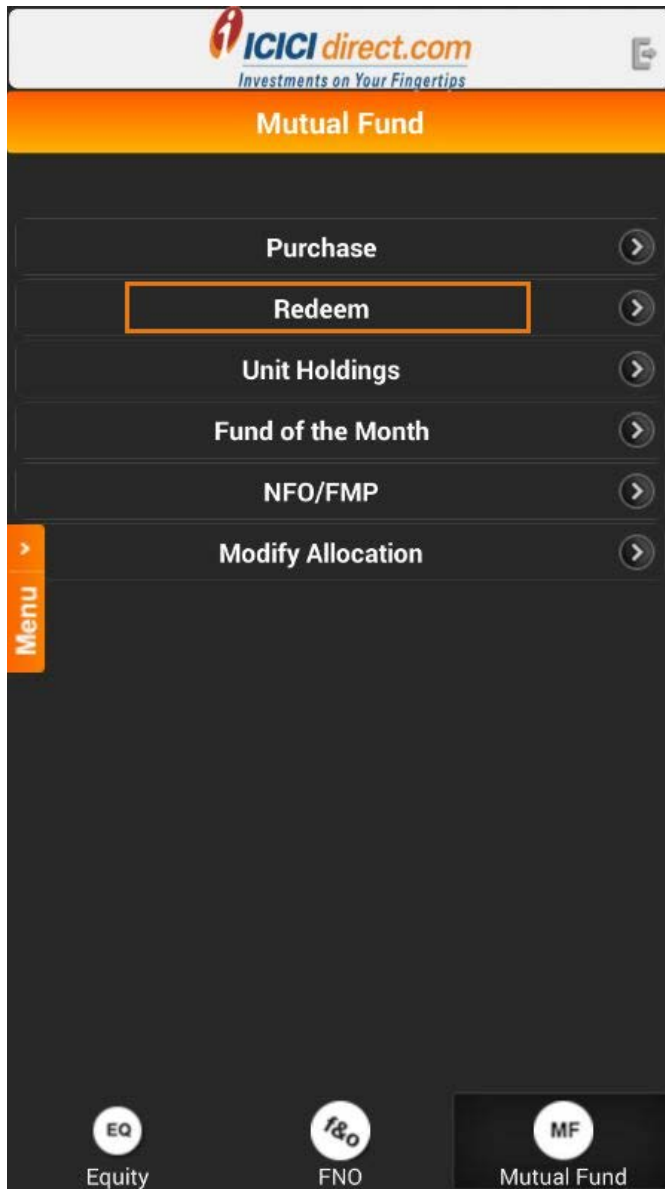 ICICI direct.com
Investments on Your Fingertips
Mutual Fund
Purchase
Redeem
Unit Holdings
Fund of the Month
NFO/FMP
Modify Allocation
Menu
EQ
f&o
MF
Equity
FNO
Mutual Fund